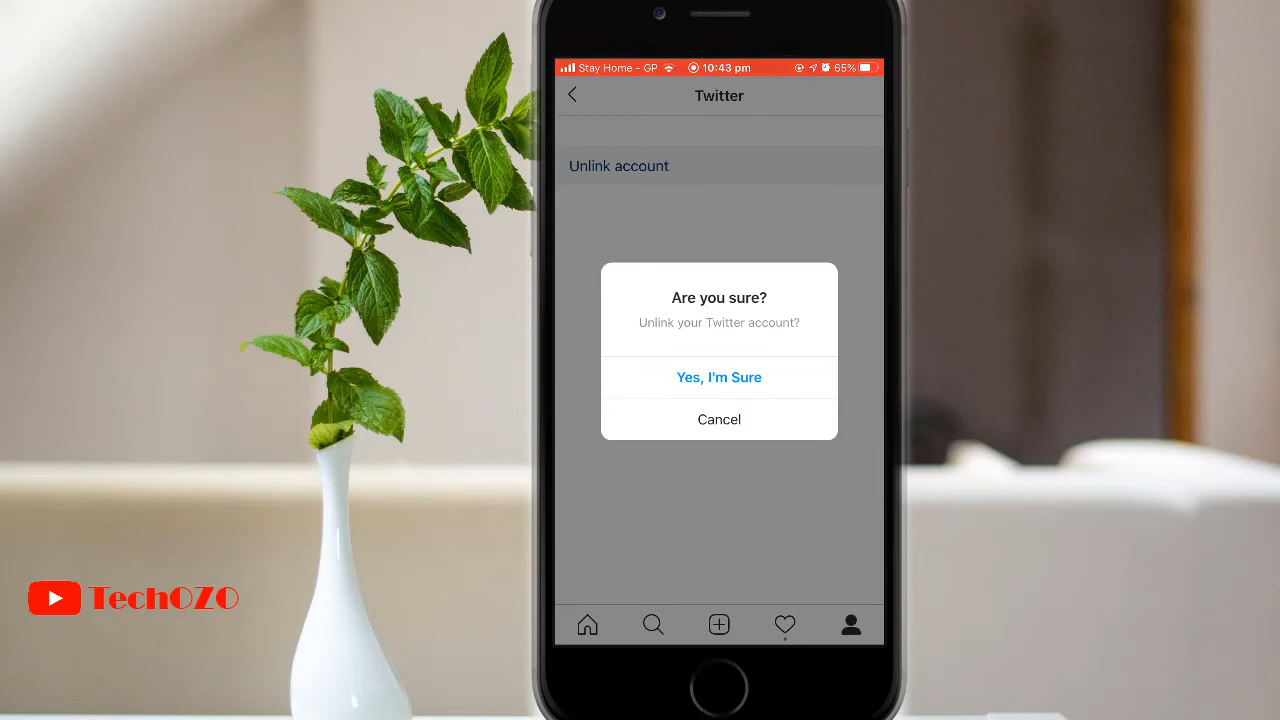 Stay Home - GP 10:43 pm 65%
Twitter
Unlink account
Are you sure?
Unlink your Twitter account?
Yes, I'm Sure
Cancel
TechOZO